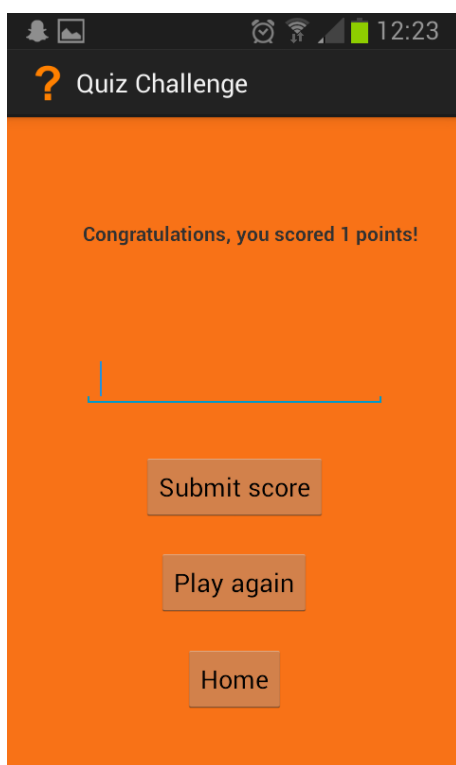 12:23
? Quiz Challenge
Congratulations, you scored 1 points!
Submit score
Play again
Home